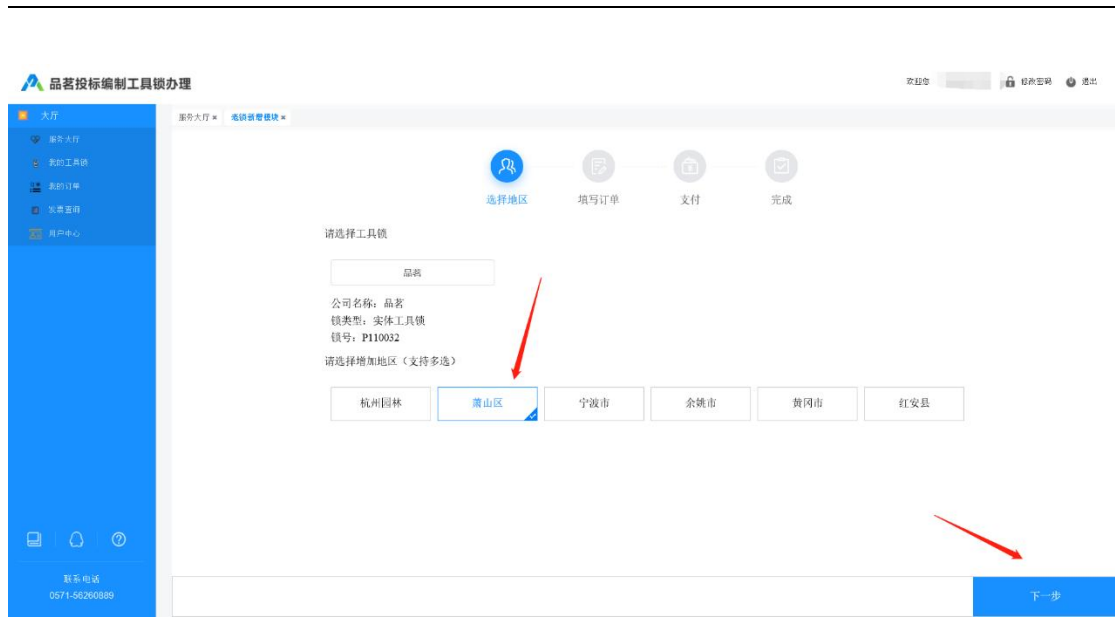 品茗投标编制工具锁办理
欢迎您 修改密码 退出
大厅
服务大厅
我的工具锁
我的订单
发票查询
用户中心
服务大厅 × 老锁新增模块 ×
选择地区 填写订单 支付 完成
请选择工具锁
品茗
公司名称：品茗
锁类型：实体工具锁
锁号：P110032
请选择增加地区（支持多选）
杭州园林 萧山区 宁波市 余姚市 黄冈市 红安县
联系电话
0571-56260889
下一步